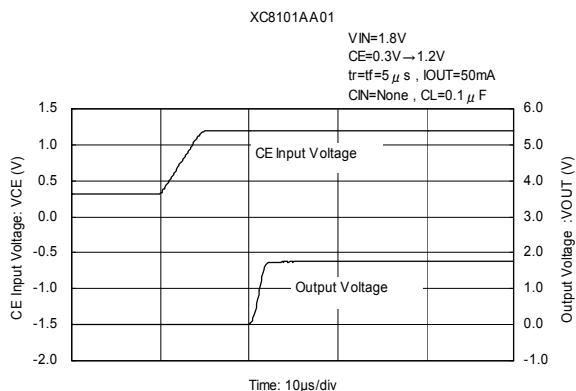 XC8101AA01
VIN=1.8V
CE=0.3V→1.2V
tr=tf=5 μ s , IOUT=50mA
CIN=None , CL=0.1 μ F
CE Input Voltage: VCE (V)
1.5
1.0
0.5
0.0
-0.5
-1.0
-1.5
-2.0
CE Input Voltage
Output Voltage
6.0
5.0
4.0
3.0
2.0
1.0
0.0
-1.0
Output Voltage :VOUT (V)
Time: 10μs/div